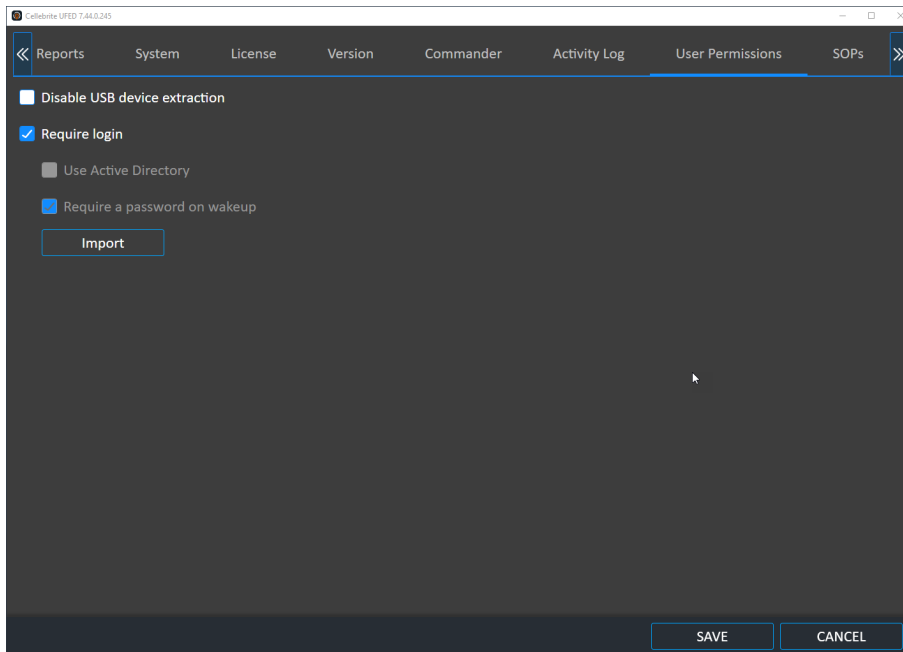 Cellebrite UFED 7.44.0.245
Reports System License Version Commander Activity Log User Permissions SOPs
Disable USB device extraction
Require login
Use Active Directory
Require a password on wakeup
Import
SAVE CANCEL